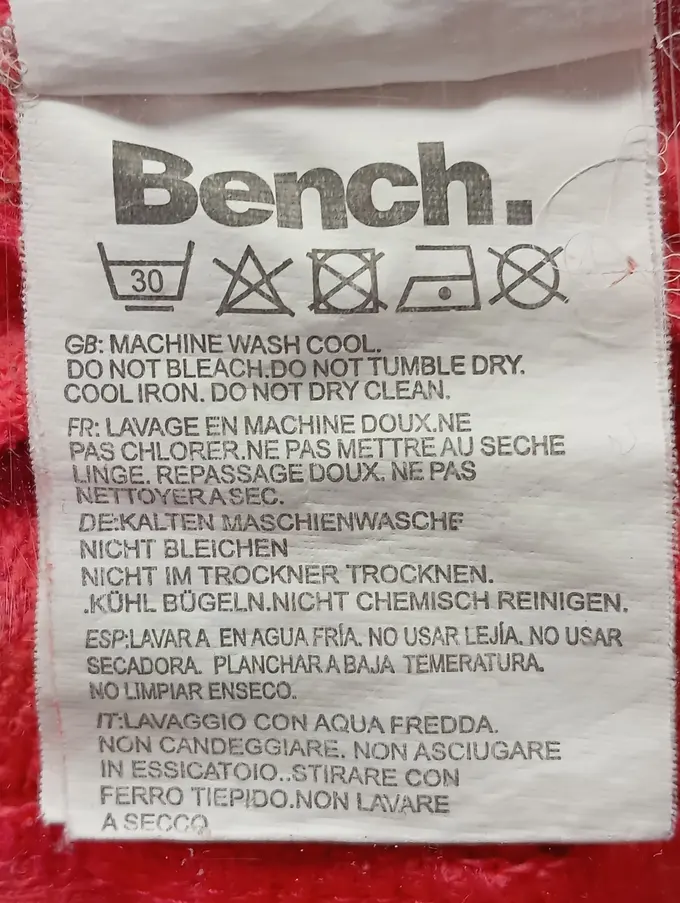 Bench.
30
GB: MACHINE WASH COOL.
DO NOT BLEACH.DO NOT TUMBLE DRY.
COOL IRON. DO NOT DRY CLEAN.
FR: LAVAGE EN MACHINE DOUX.NE
PAS CHLORER.NE PAS METTRE AU SECHE
LINGE. REPASSAGE DOUX. NE PAS
NETTOYER A SEC.
DE:KALTEN MASCHIENWASCHE
NICHT BLEICHEN
NICHT IM TROCKNER TROCKNEN.
.KÜHL BÜGELN.NICHT CHEMISCH REINIGEN.
ESP:LAVAR A EN AGUA FRÍA. NO USAR LEJÍA. NO USAR
SECADORA. PLANCHAR A BAJA TEMERATURA.
NO LIMPIAR ENSECO.
IT:LAVAGGIO CON AQUA FREDDA.
NON CANDEGGIARE. NON ASCIUGARE
IN ESSICATOIO..STIRARE CON
FERRO TIEPIDO.NON LAVARE
A SECCO